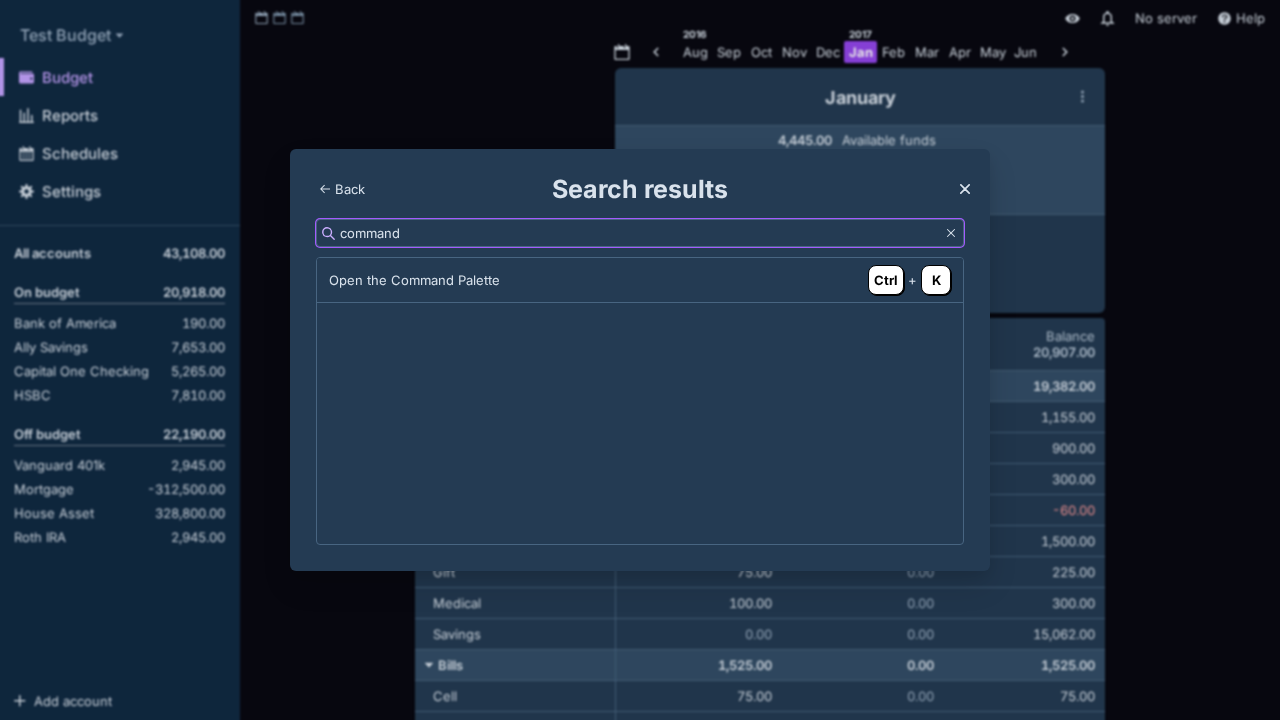 Test Budget
Budget
Reports
Schedules
Settings
All accounts 43,108.00
On budget 20,918.00
Bank of America 190.00
Ally Savings 7,653.00
Capital One Checking 5,265.00
HSBC 7,810.00
Off budget 22,190.00
Vanguard 401k 2,945.00
Mortgage -312,500.00
House Asset 328,800.00
Roth IRA 2,945.00
Add account
No server Help
2016 2017
Aug Sep Oct Nov Dec Jan Feb Mar Apr May Jun
January
4,445.00 Available funds
Back
Search results
command
Open the Command Palette Ctrl + K
Balance
20,907.00
19,382.00
1,155.00
900.00
300.00
-60.00
1,500.00
Gift 75.00 0.00 225.00
Medical 100.00 0.00 300.00
Savings 0.00 0.00 15,062.00
Bills 1,525.00 0.00 1,525.00
Cell 75.00 0.00 75.00